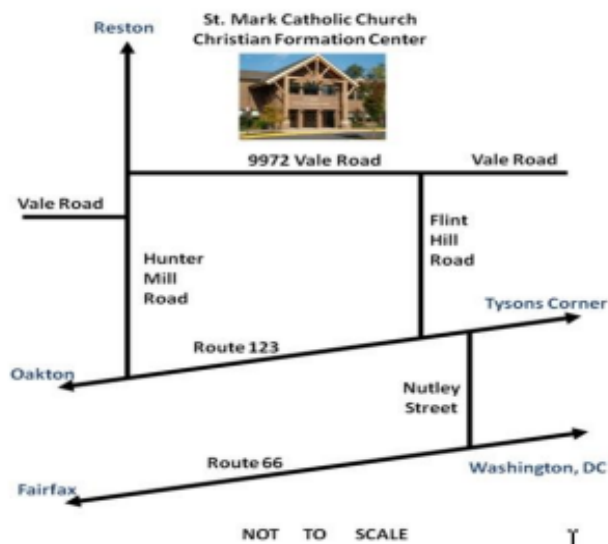 St. Mark Catholic Church
Christian Formation Center
Reston
9972 Vale Road
Vale Road
Vale Road
Flint
Hill
Road
Hunter
Mill
Road
Tysons Corner
Route 123
Oakton
Nutley
Street
Route 66
Washington, DC
Fairfax
NOT TO SCALE